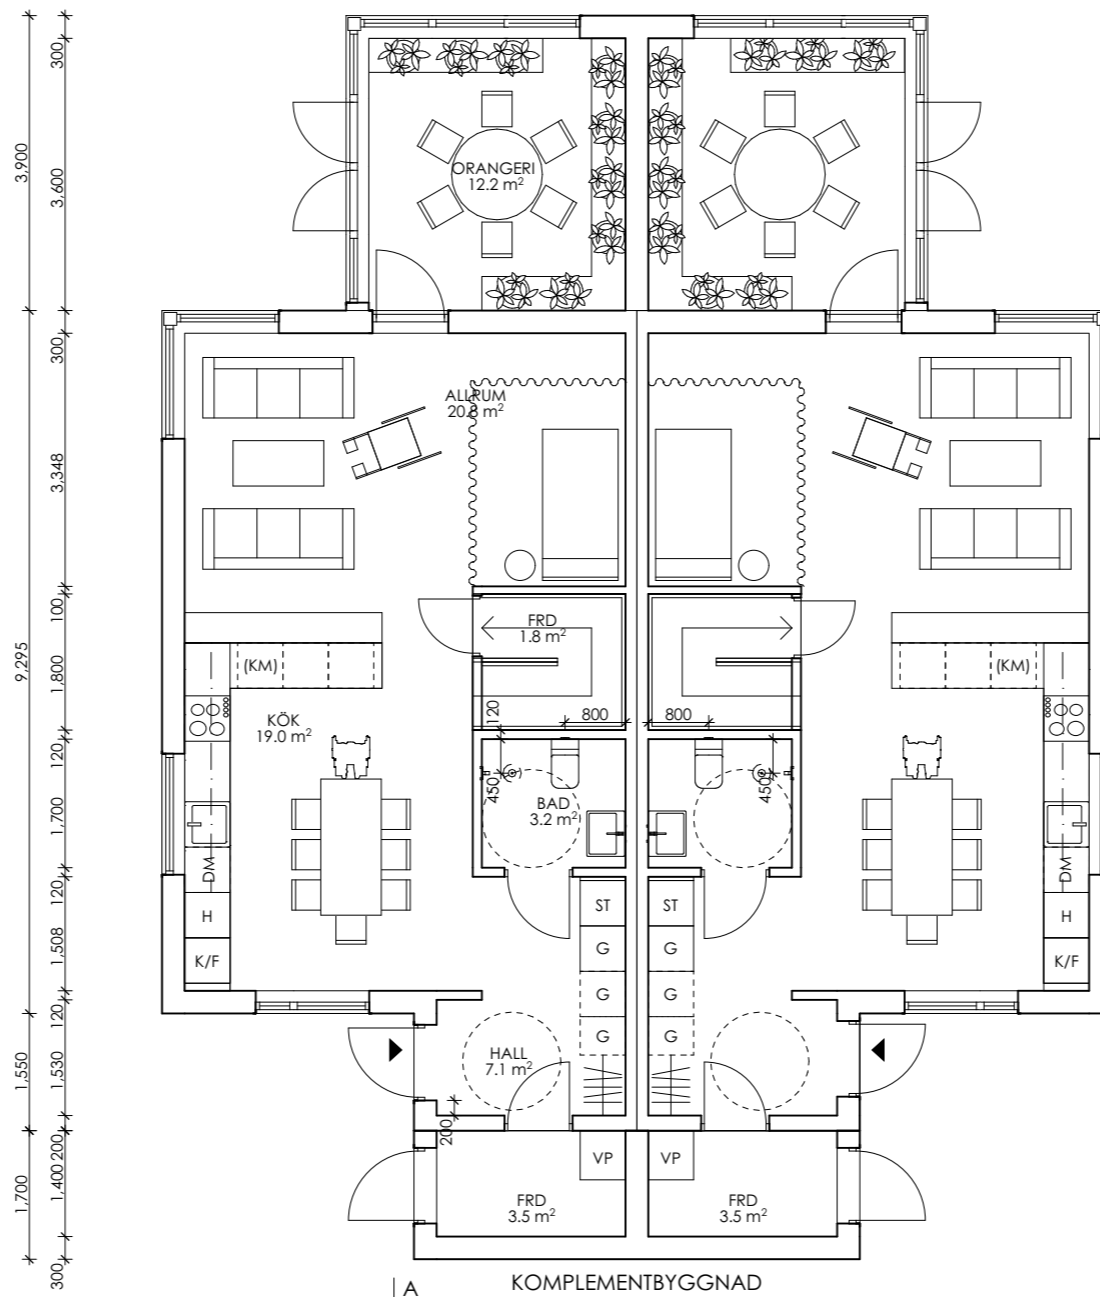 300
3,900
3,600
ORANGERI
12.2 m²
300
ALLRUM
20.8 m²
3,348
9,295
100
FRD
1.8 m²
1,800
(KM)
(KM)
KÖK
19.0 m²
120
800
800
120
450
450
BAD
3.2 m²
1,700
DM
DM
120
H
ST
ST
H
1,508
K/F
G
G
K/F
G
G
120
G
G
HALL
7.1 m²
1,550
1,530
200
200
VP
VP
1,700
1,400
FRD
3.5 m²
FRD
3.5 m²
300
A
KOMPLEMENTBYGGNAD